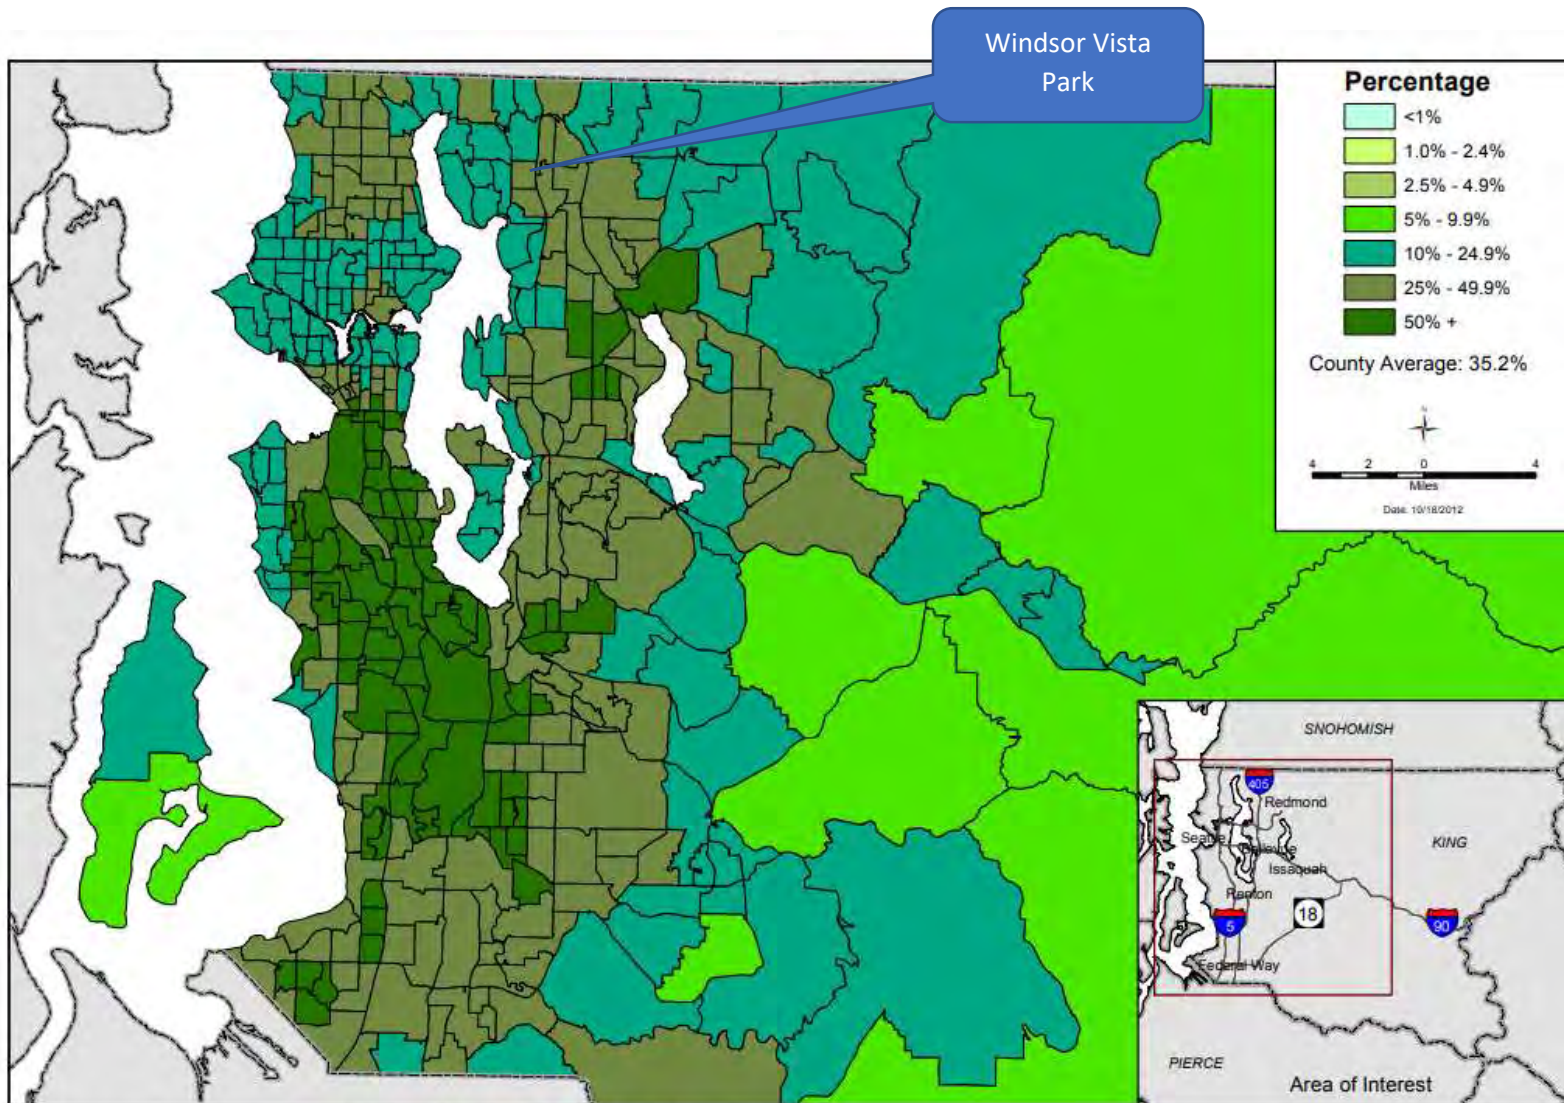 Windsor Vista
Park
Percentage
<1%
1.0% - 2.4%
2.5% - 4.9%
5% - 9.9%
10% - 24.9%
25% - 49.9%
50% +
County Average: 35.2%
N
4 2 0 4
Miles
Date: 10/18/2012
SNOHOMISH
405
Redmond
Seattle
Bellevue
KING
Issaquah
Renton
18
5
90
Federal Way
PIERCE
Area of Interest